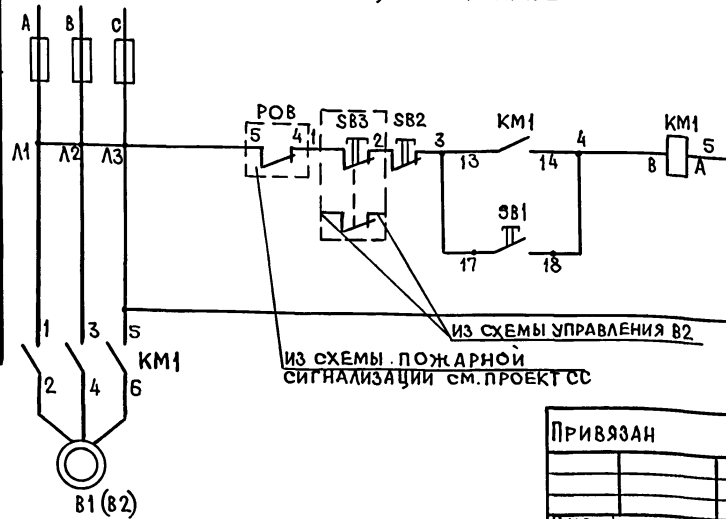 А В С
РОВ
5 4 1 SB3 2 SB2 3 KM1 4 KM1 5
Л1 Л2 Л3 13 14 В А
SB1
17 18
ИЗ СХЕМЫ УПРАВЛЕНИЯ В2
1 3 5 KM1
ИЗ СХЕМЫ ПОЖАРНОЙ
СИГНАЛИЗАЦИИ СМ. ПРОЕКТ СС
2 4 6
ПРИВЯЗАН
В1 (В2)